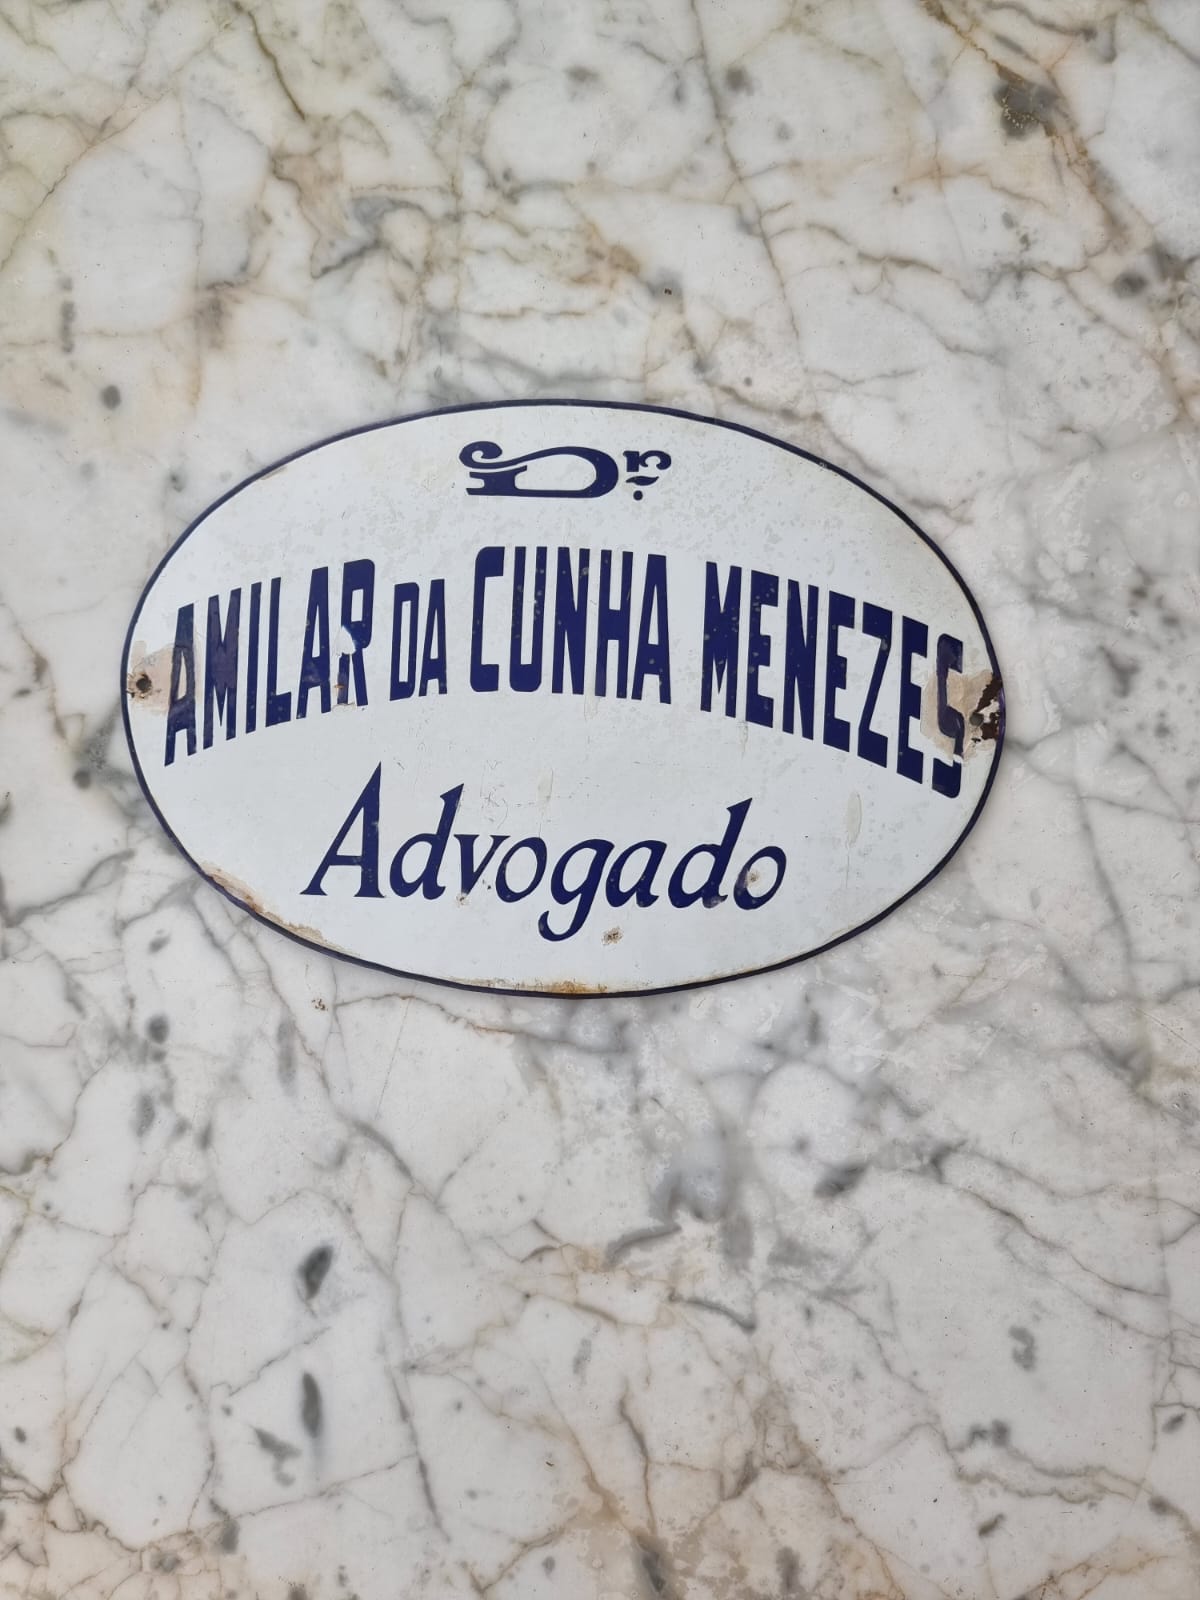 Dr.
AMILAR DA CUNHA MENEZES
Advogado